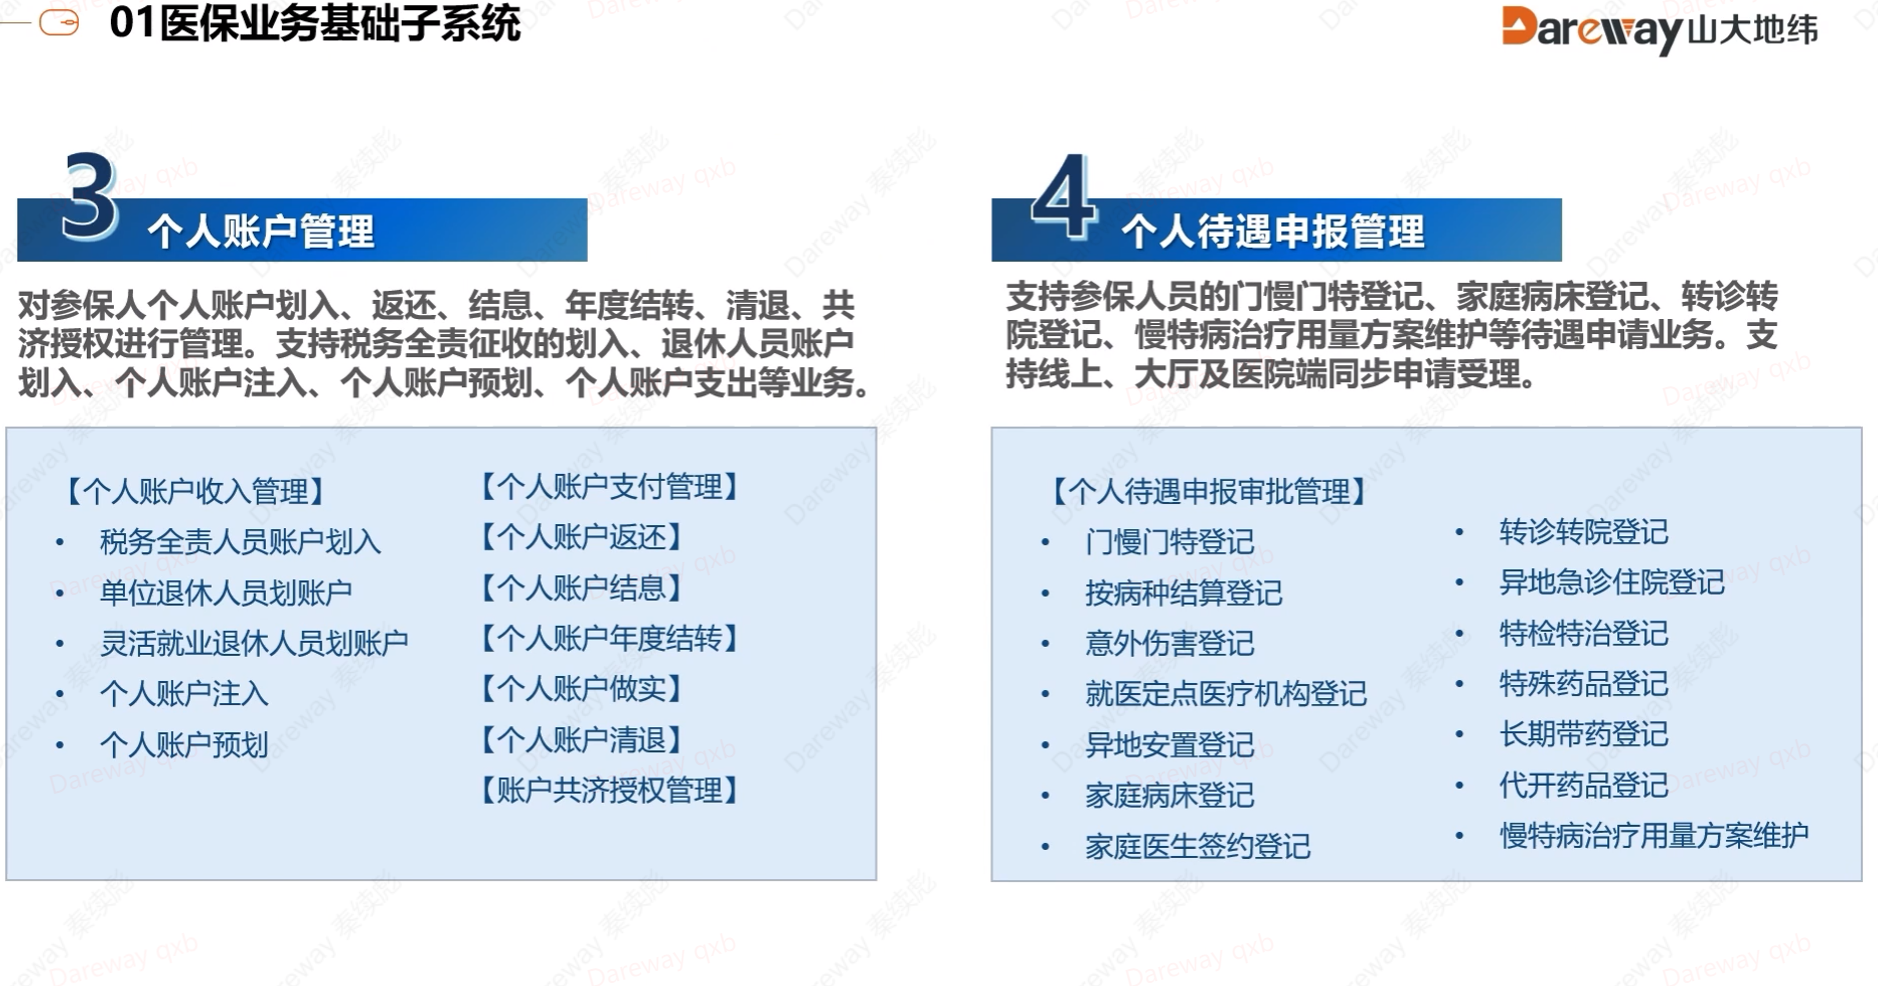 01医保业务基础子系统
Dareway山大地纬
3
个人账户管理
对参保人个人账户划入、返还、结息、年度结转、清退、共
济授权进行管理。支持税务全责征收的划入、退休人员账户
划入、个人账户注入、个人账户预划、个人账户支出等业务。
【个人账户收入管理】
• 税务全责人员账户划入
• 单位退休人员划账户
• 灵活就业退休人员划账户
• 个人账户注入
• 个人账户预划
【个人账户支付管理】
【个人账户返还】
【个人账户结息】
【个人账户年度结转】
【个人账户做实】
【个人账户清退】
【账户共济授权管理】
4
个人待遇申报管理
支持参保人员的门慢门特登记、家庭病床登记、转诊转
院登记、慢特病治疗用量方案维护等待遇申请业务。支
持线上、大厅及医院端同步申请受理。
【个人待遇申报审批管理】
• 门慢门特登记
• 按病种结算登记
• 意外伤害登记
• 就医定点医疗机构登记
• 异地安置登记
• 家庭病床登记
• 家庭医生签约登记
• 转诊转院登记
• 异地急诊住院登记
• 特检特治登记
• 特殊药品登记
• 长期带药登记
• 代开药品登记
• 慢特病治疗用量方案维护
Dareway 秦续彪
Dareway qxb